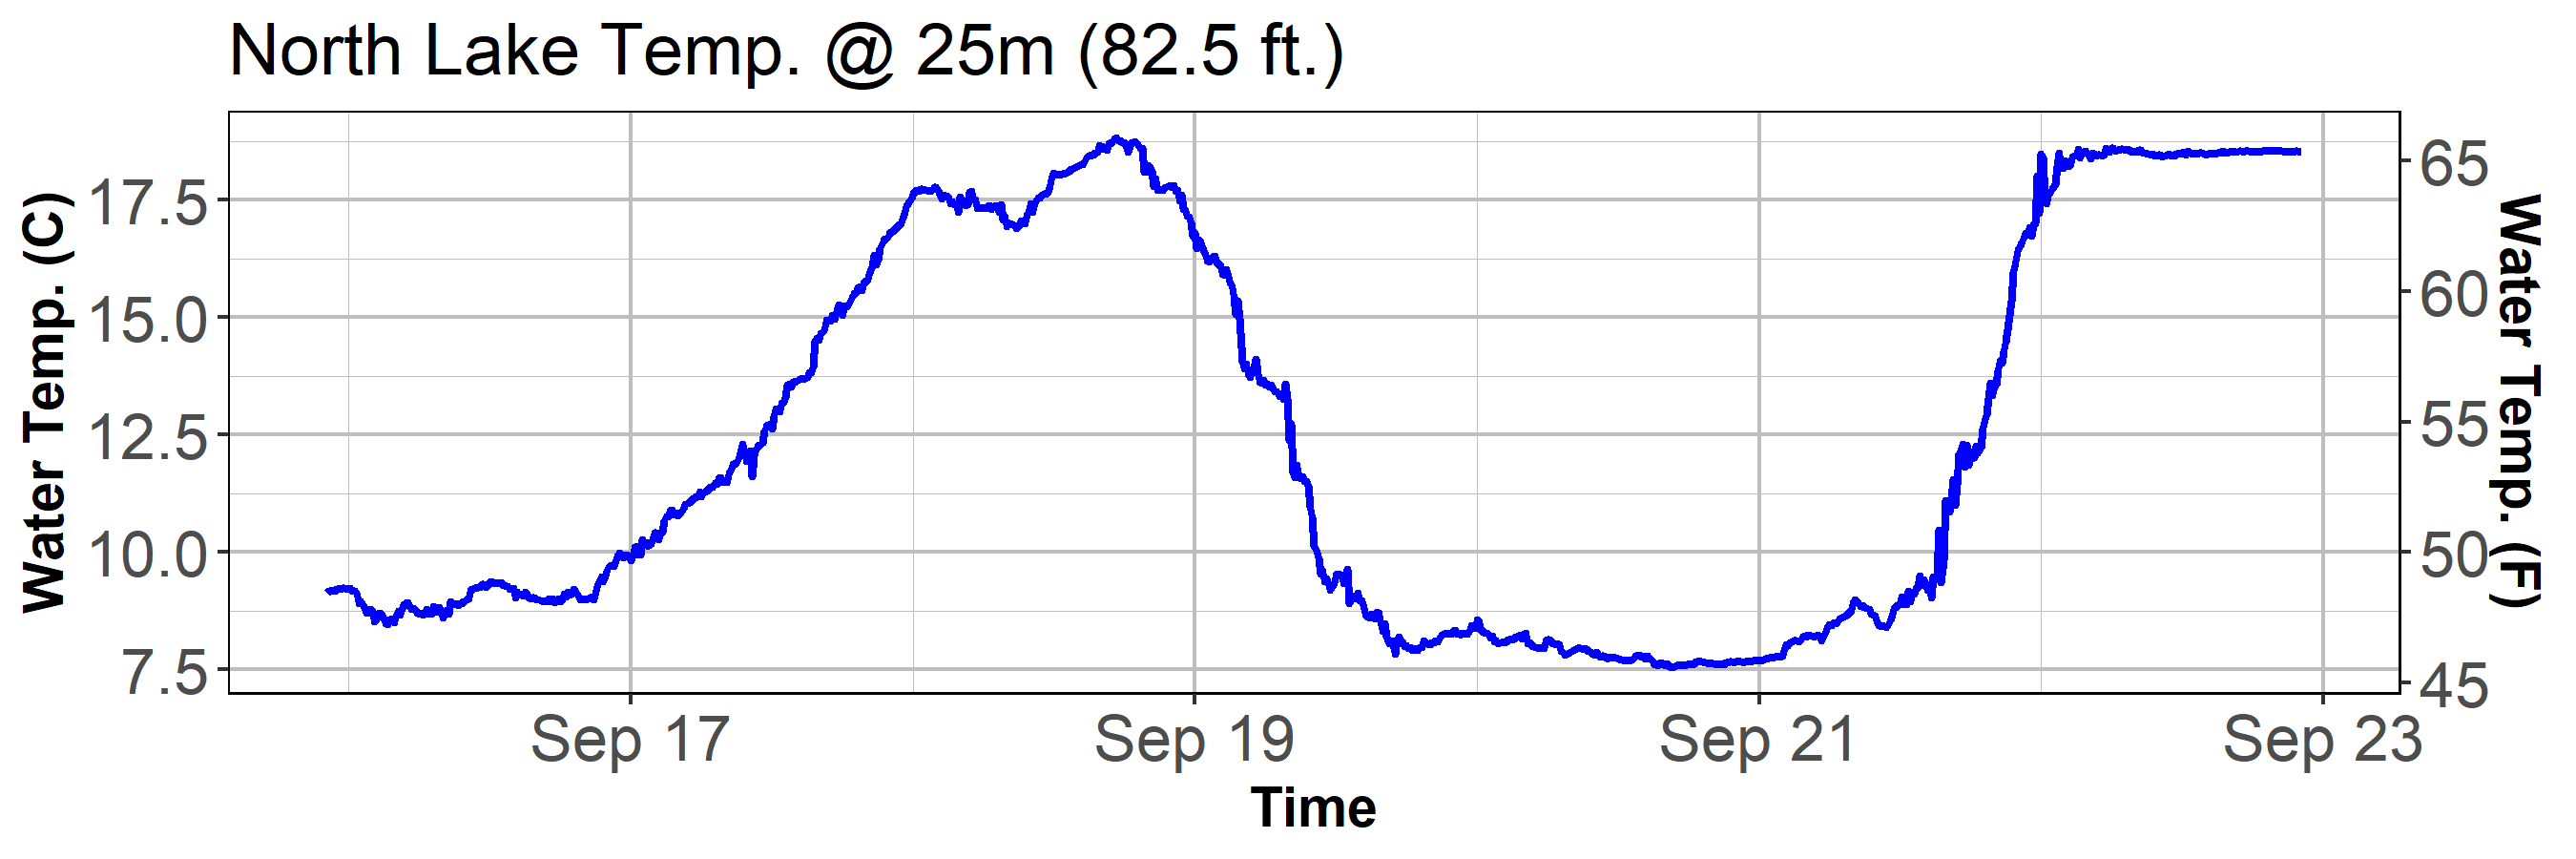 North Lake Temp. @ 25m (82.5 ft.)
Water Temp. (C)
17.5
15.0
12.5
10.0
7.5
65
60
55
50
45
Water Temp. (F)
Sep 17
Sep 19
Sep 21
Sep 23
Time